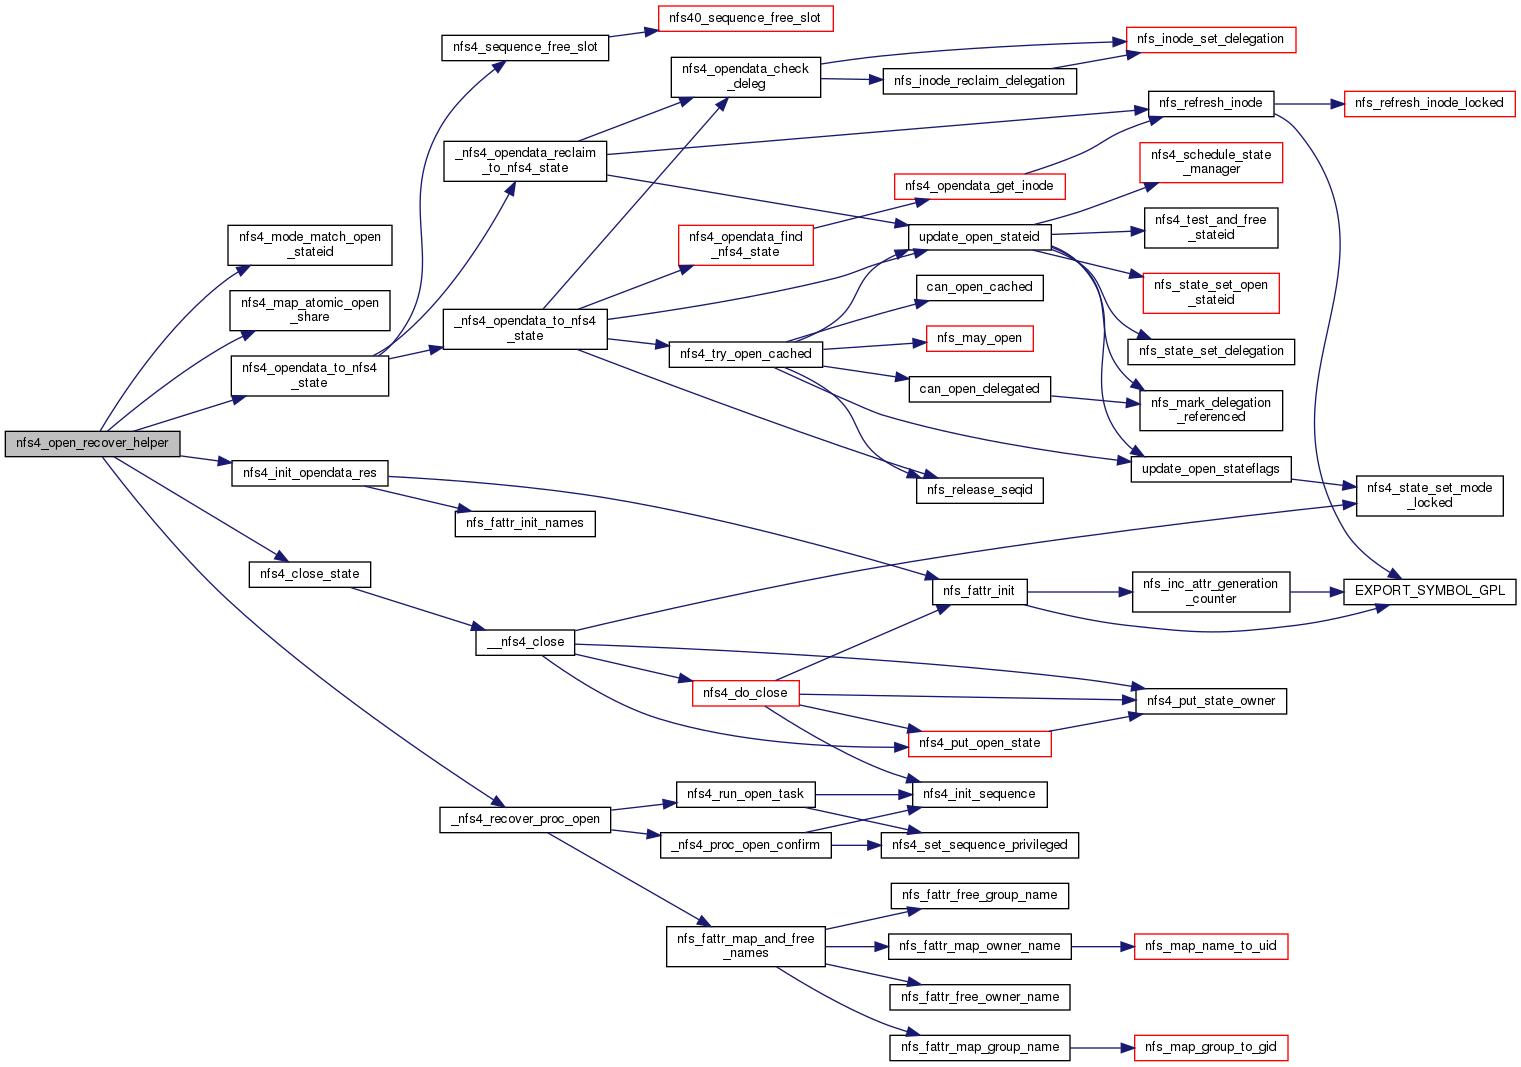 nfs40_sequence_free_slot
nfs4_sequence_free_slot
nfs_inode_set_delegation
nfs4_opendata_check
_deleg
nfs_inode_reclaim_delegation
nfs_refresh_inode
nfs_refresh_inode_locked
_nfs4_opendata_reclaim
_to_nfs4_state
nfs4_schedule_state
_manager
nfs4_opendata_get_inode
nfs4_test_and_free
_stateid
nfs4_mode_match_open
_stateid
nfs4_opendata_find
_nfs4_state
update_open_stateid
nfs_state_set_open
_stateid
can_open_cached
nfs4_map_atomic_open
_share
_nfs4_opendata_to_nfs4
_state
nfs_may_open
nfs4_try_open_cached
nfs_state_set_delegation
nfs4_opendata_to_nfs4
_state
can_open_delegated
nfs_mark_delegation
_referenced
nfs4_open_recover_helper
nfs4_init_opendata_res
update_open_stateflags
nfs_release_seqid
nfs4_state_set_mode
_locked
nfs_fattr_init_names
nfs4_close_state
nfs_fattr_init
nfs_inc_attr_generation
_counter
EXPORT_SYMBOL_GPL
__nfs4_close
nfs4_do_close
nfs4_put_state_owner
nfs4_put_open_state
nfs4_run_open_task
nfs4_init_sequence
_nfs4_recover_proc_open
_nfs4_proc_open_confirm
nfs4_set_sequence_privileged
nfs_fattr_free_group_name
nfs_fattr_map_and_free
_names
nfs_fattr_map_owner_name
nfs_map_name_to_uid
nfs_fattr_free_owner_name
nfs_fattr_map_group_name
nfs_map_group_to_gid